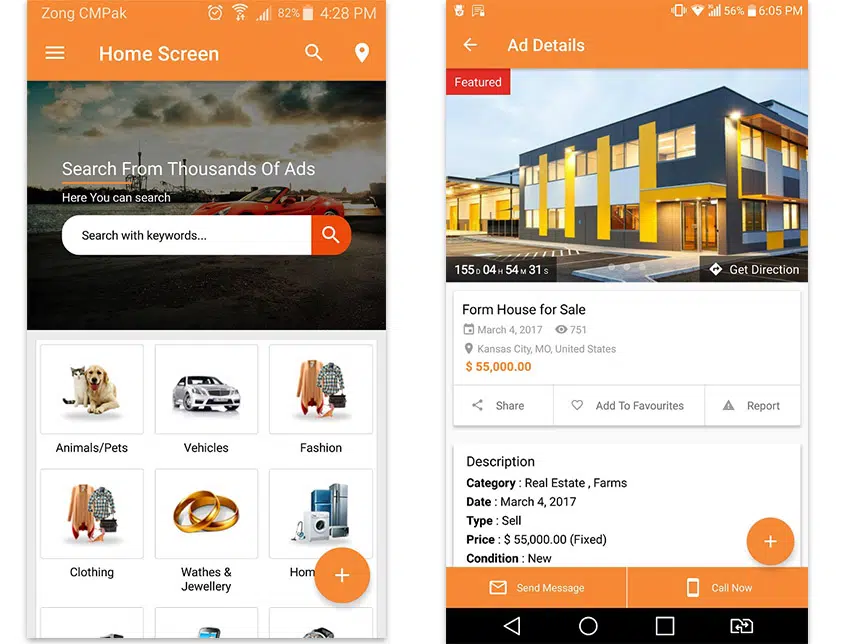 Zong CMPak 82% 4:28 PM
Home Screen
Search From Thousands Of Ads
Here You can search
Search with keywords...
Animals/Pets Vehicles Fashion
Clothing Wathes & Hom
Jewellery
56% 6:05 PM
Ad Details
Featured
155D 04H 54M 31S Get Direction
Form House for Sale
March 4, 2017 751
Kansas City, MO, United States
$ 55,000.00
Share Add To Favourites Report
Description
Category : Real Estate , Farms
Date : March 4, 2017
Type : Sell
Price : $ 55,000.00 (Fixed)
Condition : New
Send Message Call Now